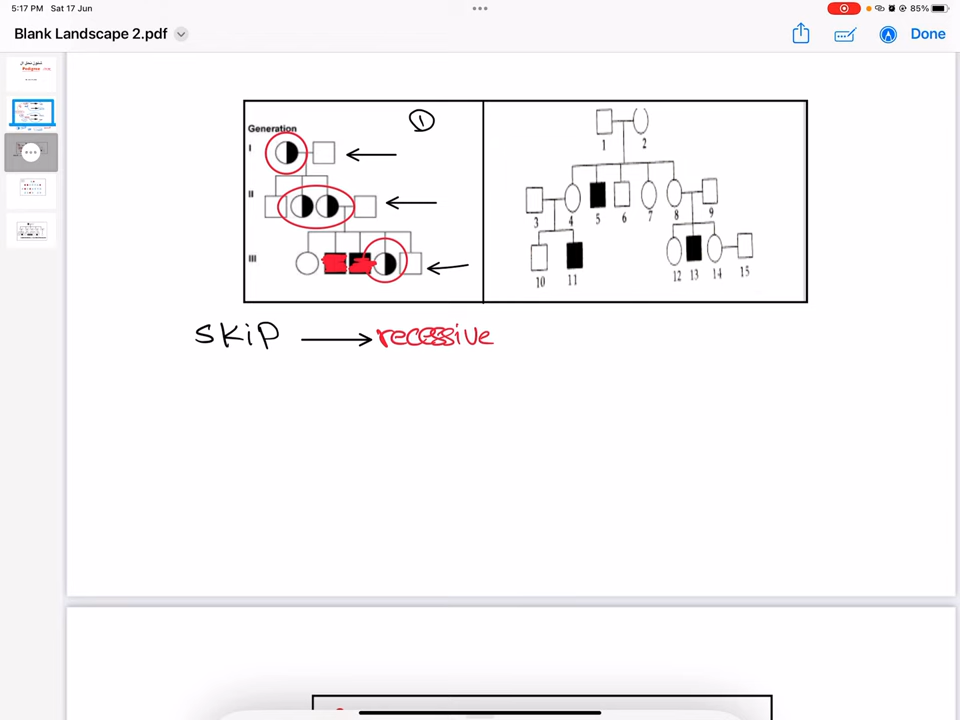 5:17 PM Sat 17 Jun
85%
Blank Landscape 2.pdf
Done
Generation
①
I
II
III
1
2
3
4
5
6
7
8
9
10
11
12
13
14
15
SKiP → recessive